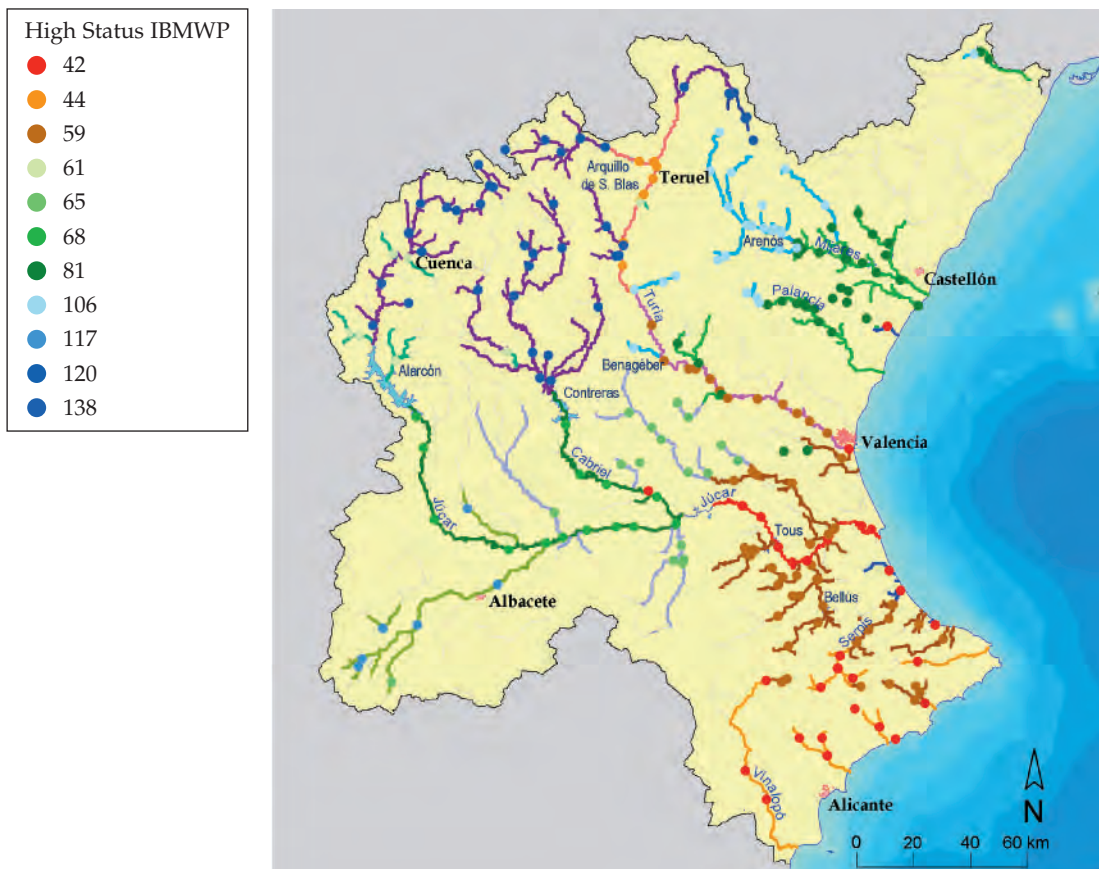 High Status IBMWP
42
44
59
61
65
68
81
106
117
120
138
Arquillo
de S. Blas
Teruel
Cuenca
Arenós
Mijares
Castellón
Palancia
Turia
Alarcón
Benagéber
Contreras
Valencia
Cabriel
Júcar
Júcar
Tous
Albacete
Bellús
Serpis
Vinalopó
Alicante
N
0 20 40 60 km